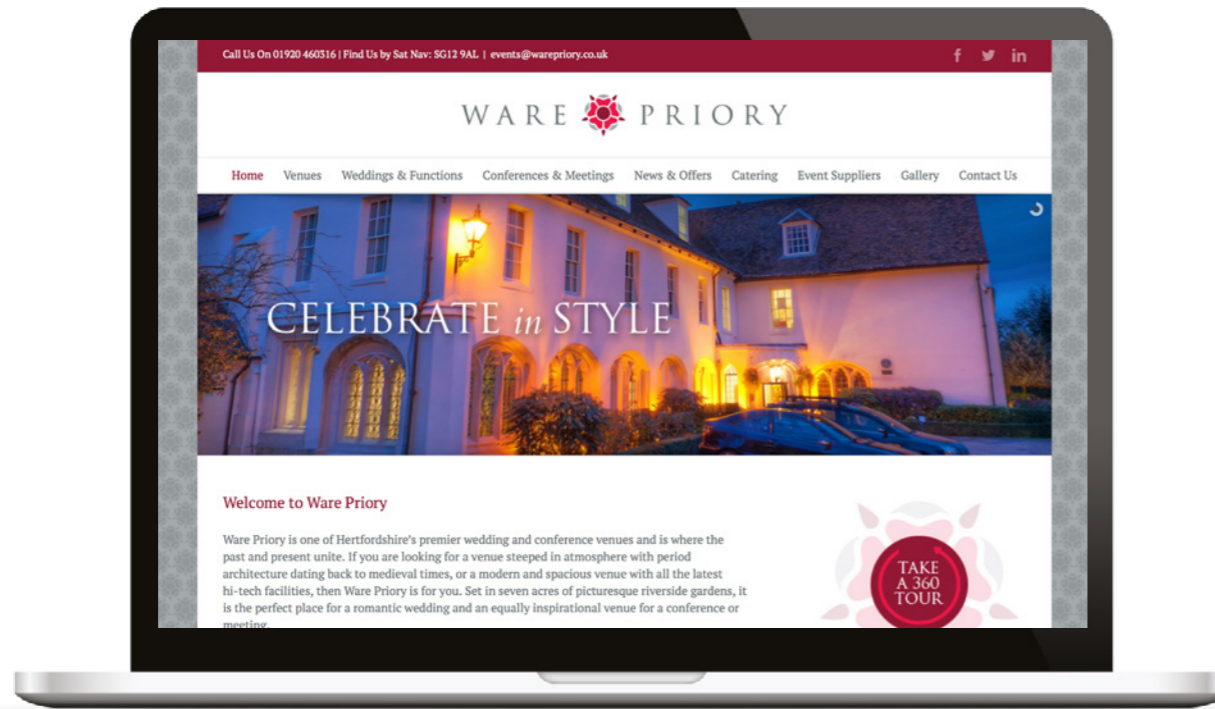 Call Us On 01920 460316 | Find Us by Sat Nav: SG12 9AL | events@warepriory.co.uk
WARE PRIORY
Home Venues Weddings & Functions Conferences & Meetings News & Offers Catering Event Suppliers Gallery Contact Us
CELEBRATE in STYLE
Welcome to Ware Priory
Ware Priory is one of Hertfordshire's premier wedding and conference venues and is where the
past and present unite. If you are looking for a venue steeped in atmosphere with period
architecture dating back to medieval times, or a modern and spacious venue with all the latest
hi-tech facilities, then Ware Priory is for you. Set in seven acres of picturesque riverside gardens, it
is the perfect place for a romantic wedding and an equally inspirational venue for a conference or
meeting.
TAKE
A 360
TOUR